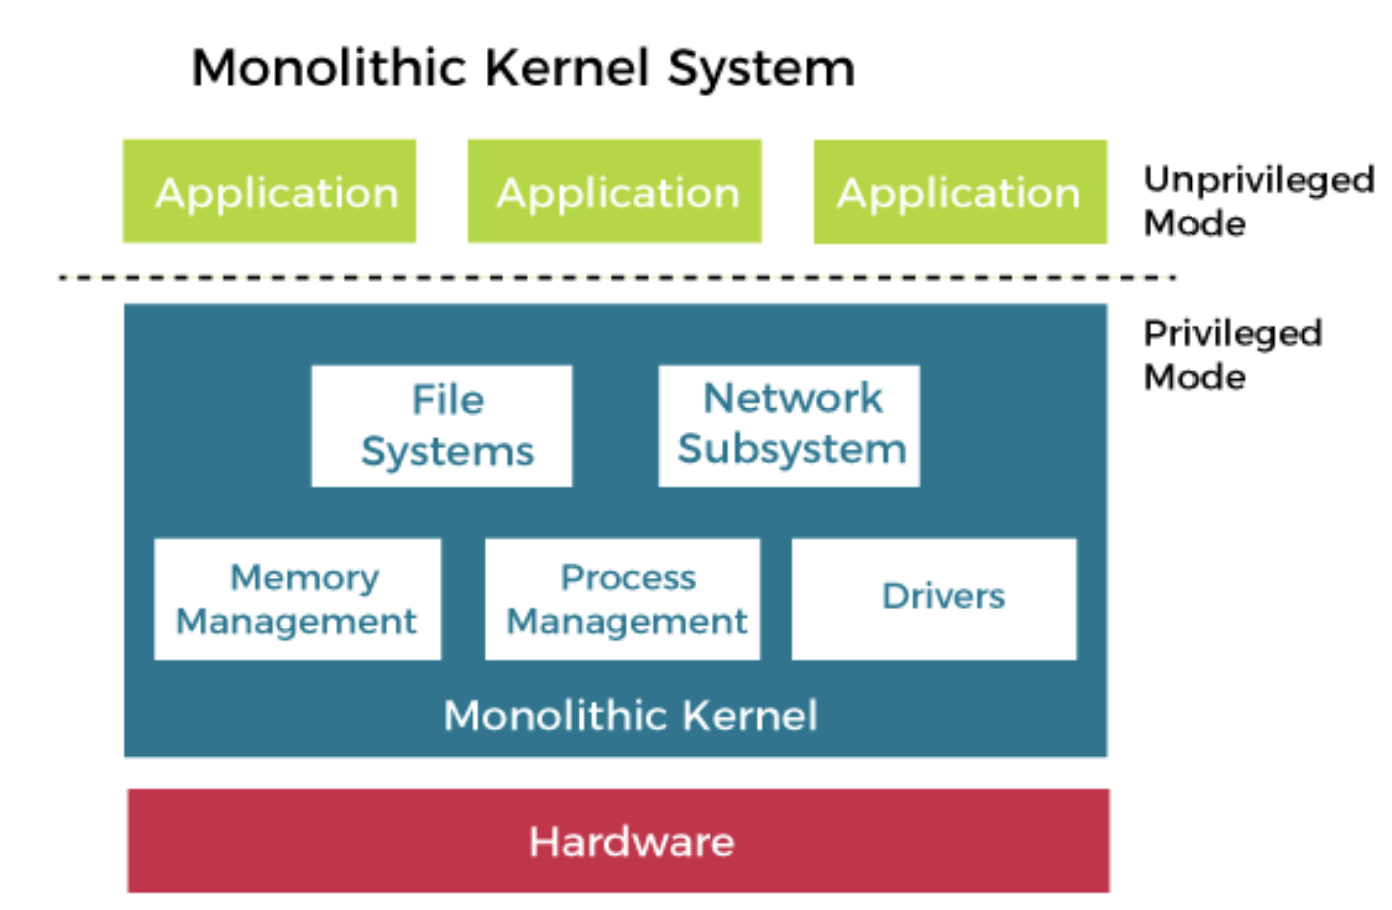 Monolithic Kernel System
Application
Application
Application
Unprivileged
Mode
Privileged
Mode
File
Systems
Network
Subsystem
Memory
Management
Process
Management
Drivers
Monolithic Kernel
Hardware